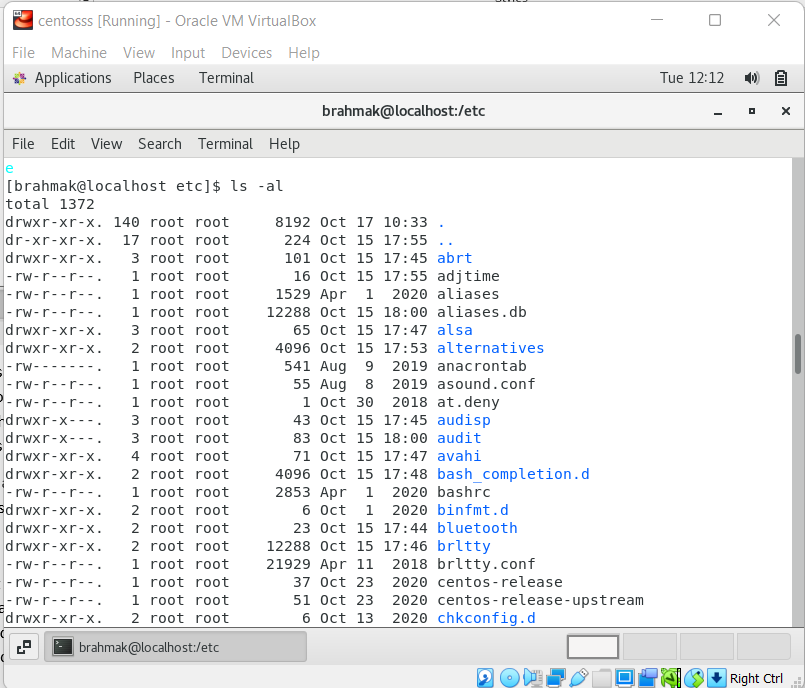 centosss [Running] - Oracle VM VirtualBox
File Machine View Input Devices Help
Applications Places Terminal Tue 12:12
brahmak@localhost:/etc
File Edit View Search Terminal Help
e
[brahmak@localhost etc]$ ls -al
total 1372
drwxr-xr-x. 140 root root 8192 Oct 17 10:33 .
dr-xr-xr-x. 17 root root 224 Oct 15 17:55 ..
drwxr-xr-x. 3 root root 101 Oct 15 17:45 abrt
-rw-r--r--. 1 root root 16 Oct 15 17:55 adjtime
-rw-r--r--. 1 root root 1529 Apr 1 2020 aliases
-rw-r--r--. 1 root root 12288 Oct 15 18:00 aliases.db
drwxr-xr-x. 3 root root 65 Oct 15 17:47 alsa
drwxr-xr-x. 2 root root 4096 Oct 15 17:53 alternatives
-rw-------. 1 root root 541 Aug 9 2019 anacrontab
-rw-r--r--. 1 root root 55 Aug 8 2019 asound.conf
-rw-r--r--. 1 root root 1 Oct 30 2018 at.deny
drwxr-x---. 3 root root 43 Oct 15 17:45 audisp
drwxr-x---. 3 root root 83 Oct 15 18:00 audit
drwxr-xr-x. 4 root root 71 Oct 15 17:47 avahi
drwxr-xr-x. 2 root root 4096 Oct 15 17:48 bash_completion.d
-rw-r--r--. 1 root root 2853 Apr 1 2020 bashrc
drwxr-xr-x. 2 root root 6 Oct 1 2020 binfmt.d
drwxr-xr-x. 2 root root 23 Oct 15 17:44 bluetooth
drwxr-xr-x. 2 root root 12288 Oct 15 17:46 brltty
-rw-r--r--. 1 root root 21929 Apr 11 2018 brltty.conf
-rw-r--r--. 1 root root 37 Oct 23 2020 centos-release
-rw-r--r--. 1 root root 51 Oct 23 2020 centos-release-upstream
drwxr-xr-x. 2 root root 6 Oct 13 2020 chkconfig.d
brahmak@localhost:/etc
Right Ctrl